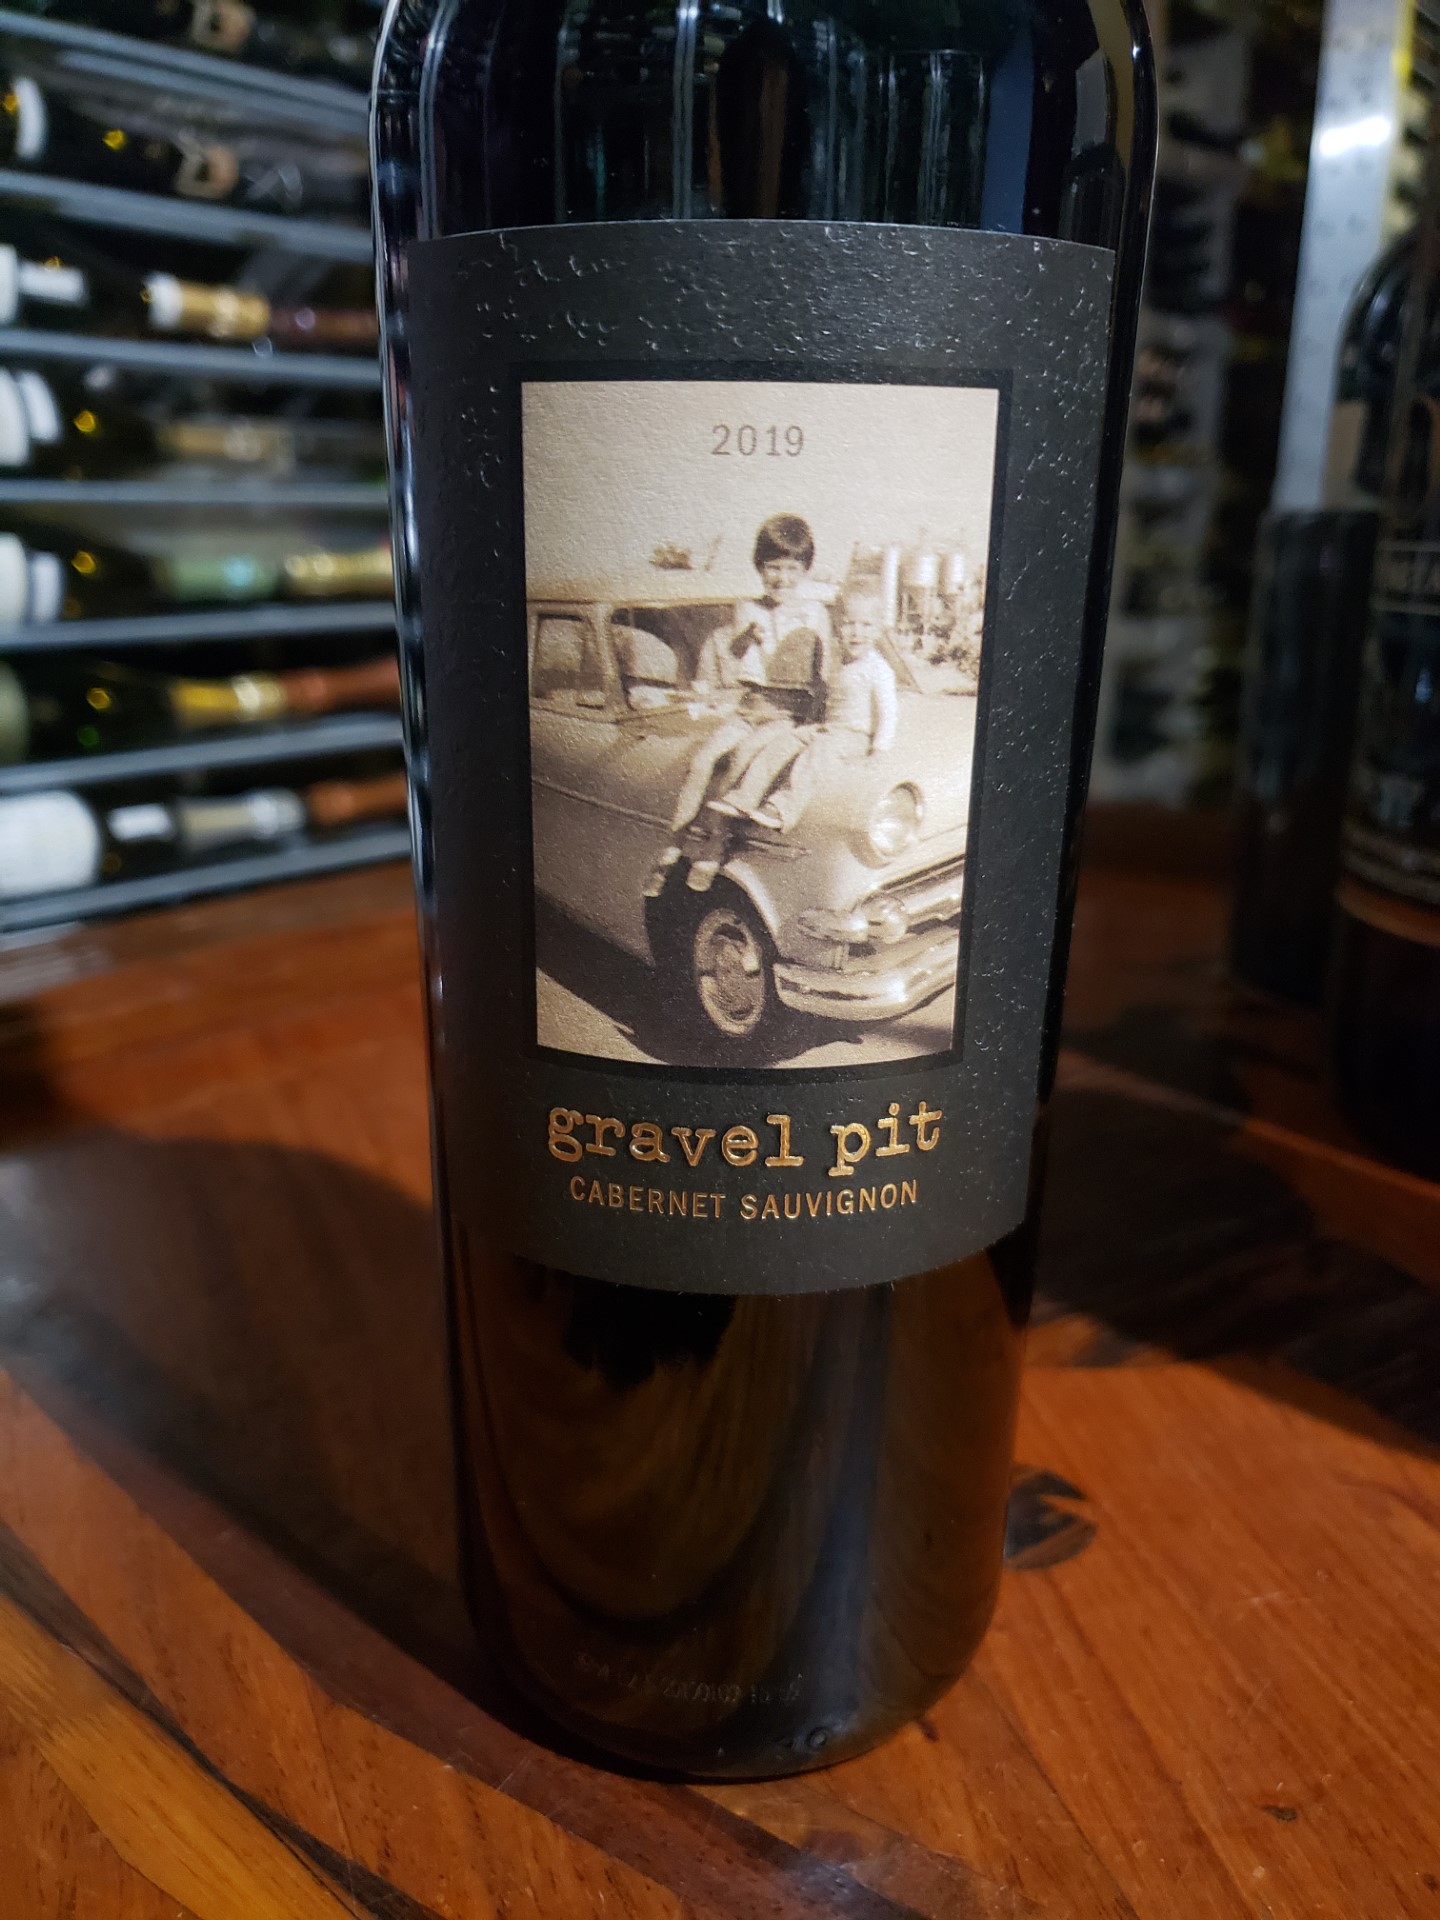 2019
gravel pit
CABERNET SAUVIGNON